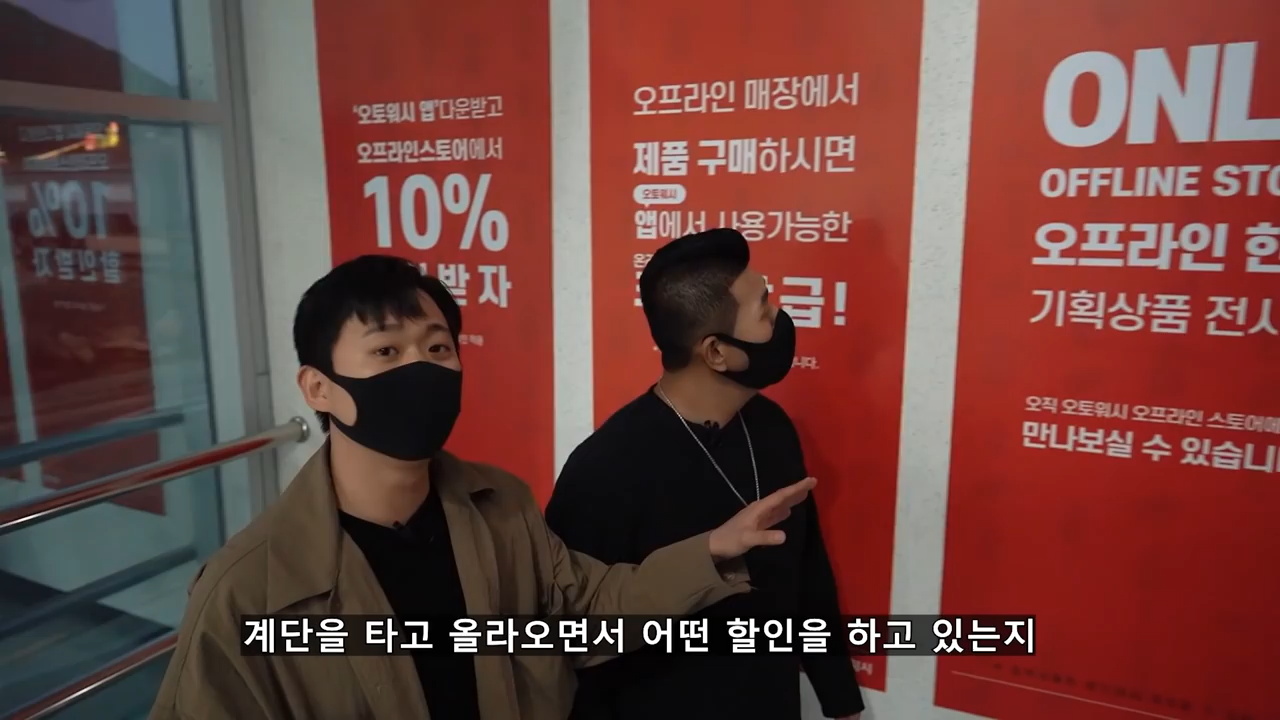 '오토워시 앱'다운받고
오프라인스토어에서
10%
받자
오프라인 매장에서
제품 구매하시면
오토워시
앱에서 사용가능한
급!
니다.
ONL
OFFLINE STO
오프라인 한
기획상품 전시
오직 오토워시 오프라인 스토어에
만나보실 수 있습니
계단을 타고 올라오면서 어떤 할인을 하고 있는지